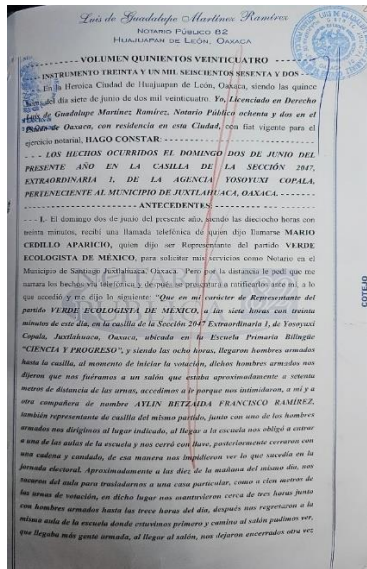 Luis de Guadalupe Martínez Ramírez
NOTARIO PÚBLICO 82
HUAJUAPAN DE LEÓN, OAXACA
VOLUMEN QUINIENTOS VEINTICUATRO
INSTRUMENTO TREINTA Y UN MIL SEISCIENTOS SESENTA Y DOS
En la Heroica Ciudad de Huajuapan de León, Oaxaca, siendo las quince
horas del día siete de junio de dos mil veinticuatro. Yo, Licenciado en Derecho
Luis de Guadalupe Martínez Ramírez, Notario Público ochenta y dos en el
Estado de Oaxaca, con residencia en esta Ciudad, con fiat vigente para el
ejercicio notarial, HAGO CONSTAR:
LOS HECHOS OCURRIDOS EL DOMINGO DOS DE JUNIO DEL
PRESENTE AÑO EN LA CASILLA DE LA SECCIÓN 2047,
EXTRAORDINARIA 1, DE LA AGENCIA YOSOYUXI COPALA,
PERTENECIENTE AL MUNICIPIO DE JUXTLAHUACA, OAXACA.
ANTECEDENTES
I. El domingo dos de junio del presente año, siendo las dieciocho horas con
treinta minutos, recibí una llamada telefónica de quien dijo llamarse MARIO
CEDILLO APARICIO, quien dijo ser Representante del partido VERDE
ECOLOGISTA DE MÉXICO, para solicitar mis servicios como Notario en el
Municipio de Santiago Juxtlahuaca, Oaxaca. Pero por la distancia le pedí que me
narrara los hechos vía telefónica y después se presentara a ratificarlos ante mí, a lo
que accedió y me dijo lo siguiente: "Que en mi carácter de Representante del
partido VERDE ECOLOGISTA DE MÉXICO, a las siete horas con treinta
minutos de este día, en la casilla de la Sección 2047 Extraordinaria 1, de Yosoyuxi
Copala, Juxtlahuaca, Oaxaca, ubicada en la Escuela Primaria Bilingüe
"CIENCIA Y PROGRESO", y siendo las ocho horas, llegaron hombres armados
hasta la casilla, al momento de iniciar la votación, dichos hombres armados nos
dijeron que nos fuéramos a un salón que estaba aproximadamente a setenta
metros de distancia de las urnas, accedimos a ir porque nos intimidaron, a mí y a
otra compañera de nombre AYLIN BETZAIDA FRANCISCO RAMIREZ,
también representante de casilla del mismo partido, junto con uno de los hombres
armados nos dirigimos al lugar indicado, al llegar a la escuela nos obligó a entrar
a una de las aulas de la escuela y nos cerró con llave, posteriormente cerraron con
una cadena y candado, de esa manera nos impidieron ver lo que sucedía en la
jornada electoral. Aproximadamente a las diez de la mañana del mismo día, nos
sacaron del aula para trasladarnos a una casa particular, como a cien metros de
las urnas de votación, en dicho lugar nos mantuvieron cerca de tres horas junto
con hombres armados hasta las trece horas del día, después nos regresaron a la
misma aula de la escuela donde estuvimos primero y camino al salón pudimos ver,
que llegaba más gente armada, al llegar al salón, nos dejaron encerrados otra vez
COTEJO